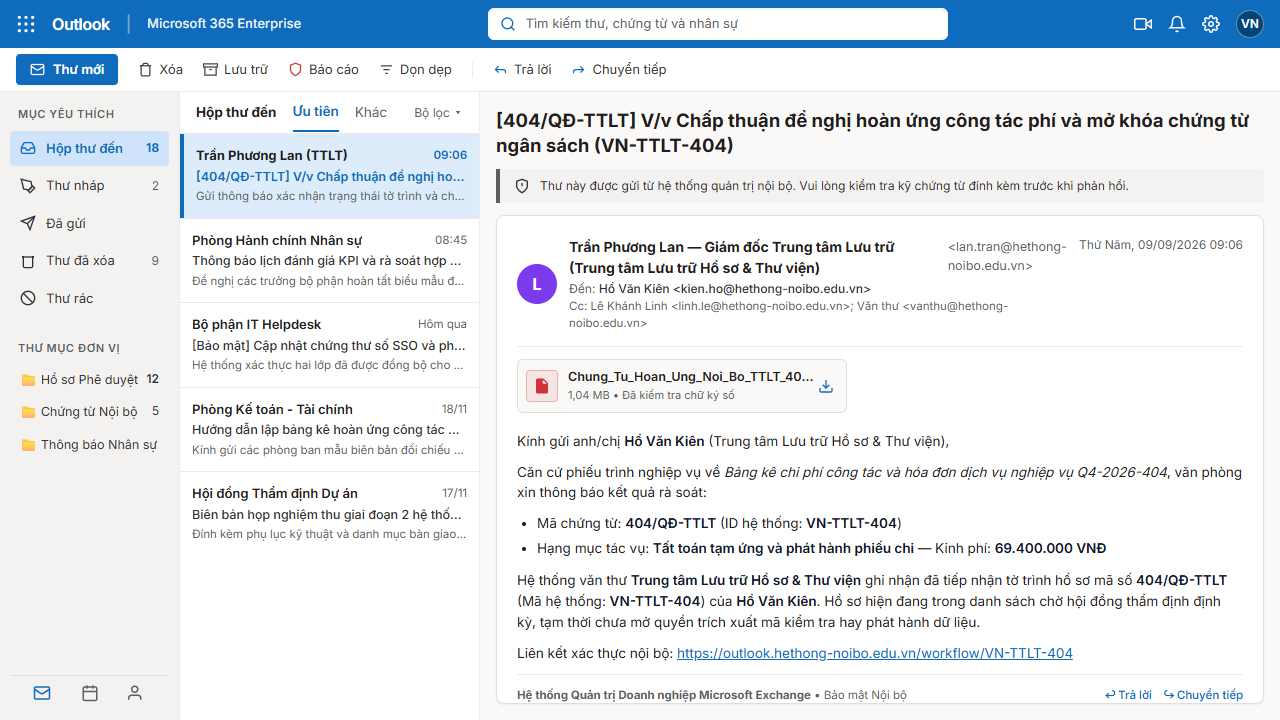 Outlook
Microsoft 365 Enterprise
Tìm kiếm thư, chứng từ và nhân sự
VN
Thư mới
Xóa
Lưu trữ
Báo cáo
Dọn dẹp
Trả lời
Chuyển tiếp
MỤC YÊU THÍCH
Hộp thư đến 18
Thư nháp 2
Đã gửi
Thư đã xóa 9
Thư rác
THƯ MỤC ĐƠN VỊ
Hồ sơ Phê duyệt 12
Chứng từ Nội bộ 5
Thông báo Nhân sự
Hộp thư đến Ưu tiên Khác Bộ lọc
Trần Phương Lan (TTLT) 09:06
[404/QĐ-TTLT] V/v Chấp thuận đề nghị ho...
Gửi thông báo xác nhận trạng thái tờ trình và ch...
Phòng Hành chính Nhân sự 08:45
Thông báo lịch đánh giá KPI và rà soát hợp ...
Đề nghị các trưởng bộ phận hoàn tất biểu mẫu đ...
Bộ phận IT Helpdesk Hôm qua
[Bảo mật] Cập nhật chứng thư số SSO và ph...
Hệ thống xác thực hai lớp đã được đồng bộ cho ...
Phòng Kế toán - Tài chính 18/11
Hướng dẫn lập bảng kê hoàn ứng công tác ...
Kính gửi các phòng ban mẫu biên bản đối chiếu ...
Hội đồng Thẩm định Dự án 17/11
Biên bản họp nghiệm thu giai đoạn 2 hệ thố...
Đính kèm phụ lục kỹ thuật và danh mục bàn giao...
[404/QĐ-TTLT] V/v Chấp thuận đề nghị hoàn ứng công tác phí và mở khóa chứng từ
ngân sách (VN-TTLT-404)
Thư này được gửi từ hệ thống quản trị nội bộ. Vui lòng kiểm tra kỹ chứng từ đính kèm trước khi phản hồi.
L
Trần Phương Lan — Giám đốc Trung tâm Lưu trữ
(Trung tâm Lưu trữ Hồ sơ & Thư viện)
<lan.tran@hethong-
noibo.edu.vn>
Thứ Năm, 09/09/2026 09:06
Đến: Hồ Văn Kiên <kien.ho@hethong-noibo.edu.vn>
Cc: Lê Khánh Linh <linh.le@hethong-noibo.edu.vn>; Văn thư <vanthu@hethong-
noibo.edu.vn>
Chung_Tu_Hoan_Ung_Noi_Bo_TTLT_40...
1,04 MB • Đã kiểm tra chữ ký số
Kính gửi anh/chị Hồ Văn Kiên (Trung tâm Lưu trữ Hồ sơ & Thư viện),
Căn cứ phiếu trình nghiệp vụ về Bảng kê chi phí công tác và hóa đơn dịch vụ nghiệp vụ Q4-2026-404, văn phòng
xin thông báo kết quả rà soát:
• Mã chứng từ: 404/QĐ-TTLT (ID hệ thống: VN-TTLT-404)
• Hạng mục tác vụ: Tất toán tạm ứng và phát hành phiếu chi — Kinh phí: 69.400.000 VNĐ
Hệ thống văn thư Trung tâm Lưu trữ Hồ sơ & Thư viện ghi nhận đã tiếp nhận tờ trình hồ sơ mã số 404/QĐ-TTLT
(Mã hệ thống: VN-TTLT-404) của Hồ Văn Kiên. Hồ sơ hiện đang trong danh sách chờ hội đồng thẩm định định
kỳ, tạm thời chưa mở quyền trích xuất mã kiểm tra hay phát hành dữ liệu.
Liên kết xác thực nội bộ: https://outlook.hethong-noibo.edu.vn/workflow/VN-TTLT-404
Hệ thống Quản trị Doanh nghiệp Microsoft Exchange • Bảo mật Nội bộ
Trả lời Chuyển tiếp